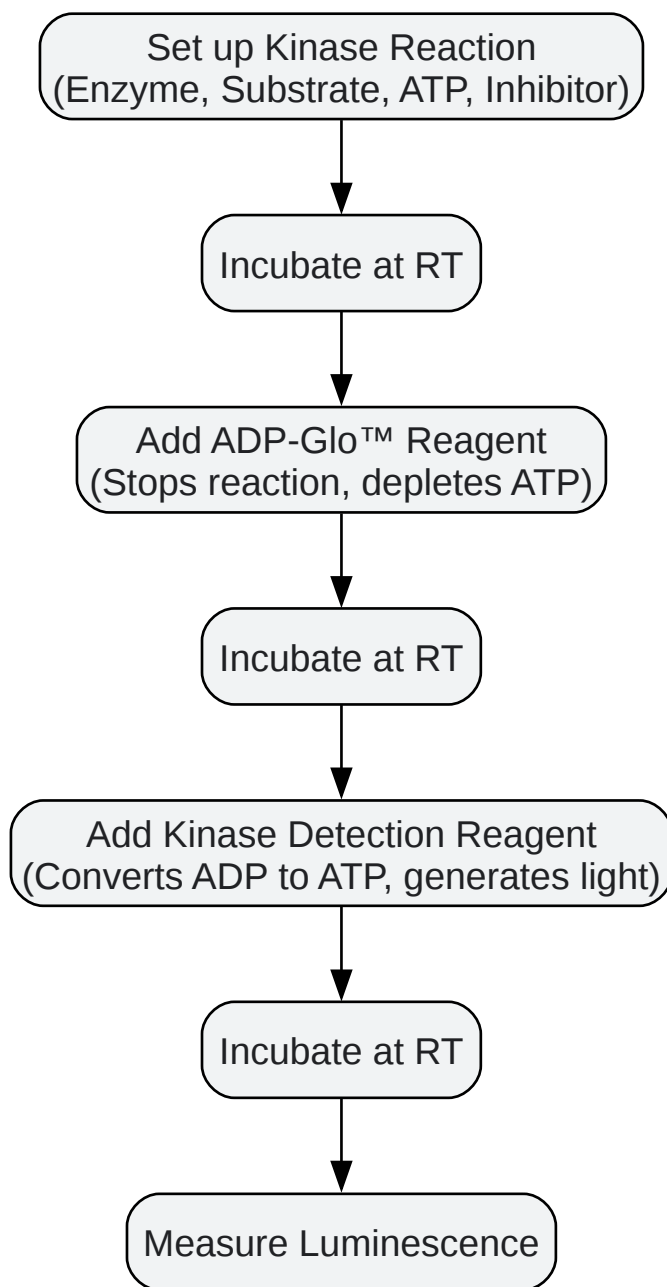 Set up Kinase Reaction
(Enzyme, Substrate, ATP, Inhibitor)
Incubate at RT
Add ADP-Glo™ Reagent
(Stops reaction, depletes ATP)
Incubate at RT
Add Kinase Detection Reagent
(Converts ADP to ATP, generates light)
Incubate at RT
Measure Luminescence